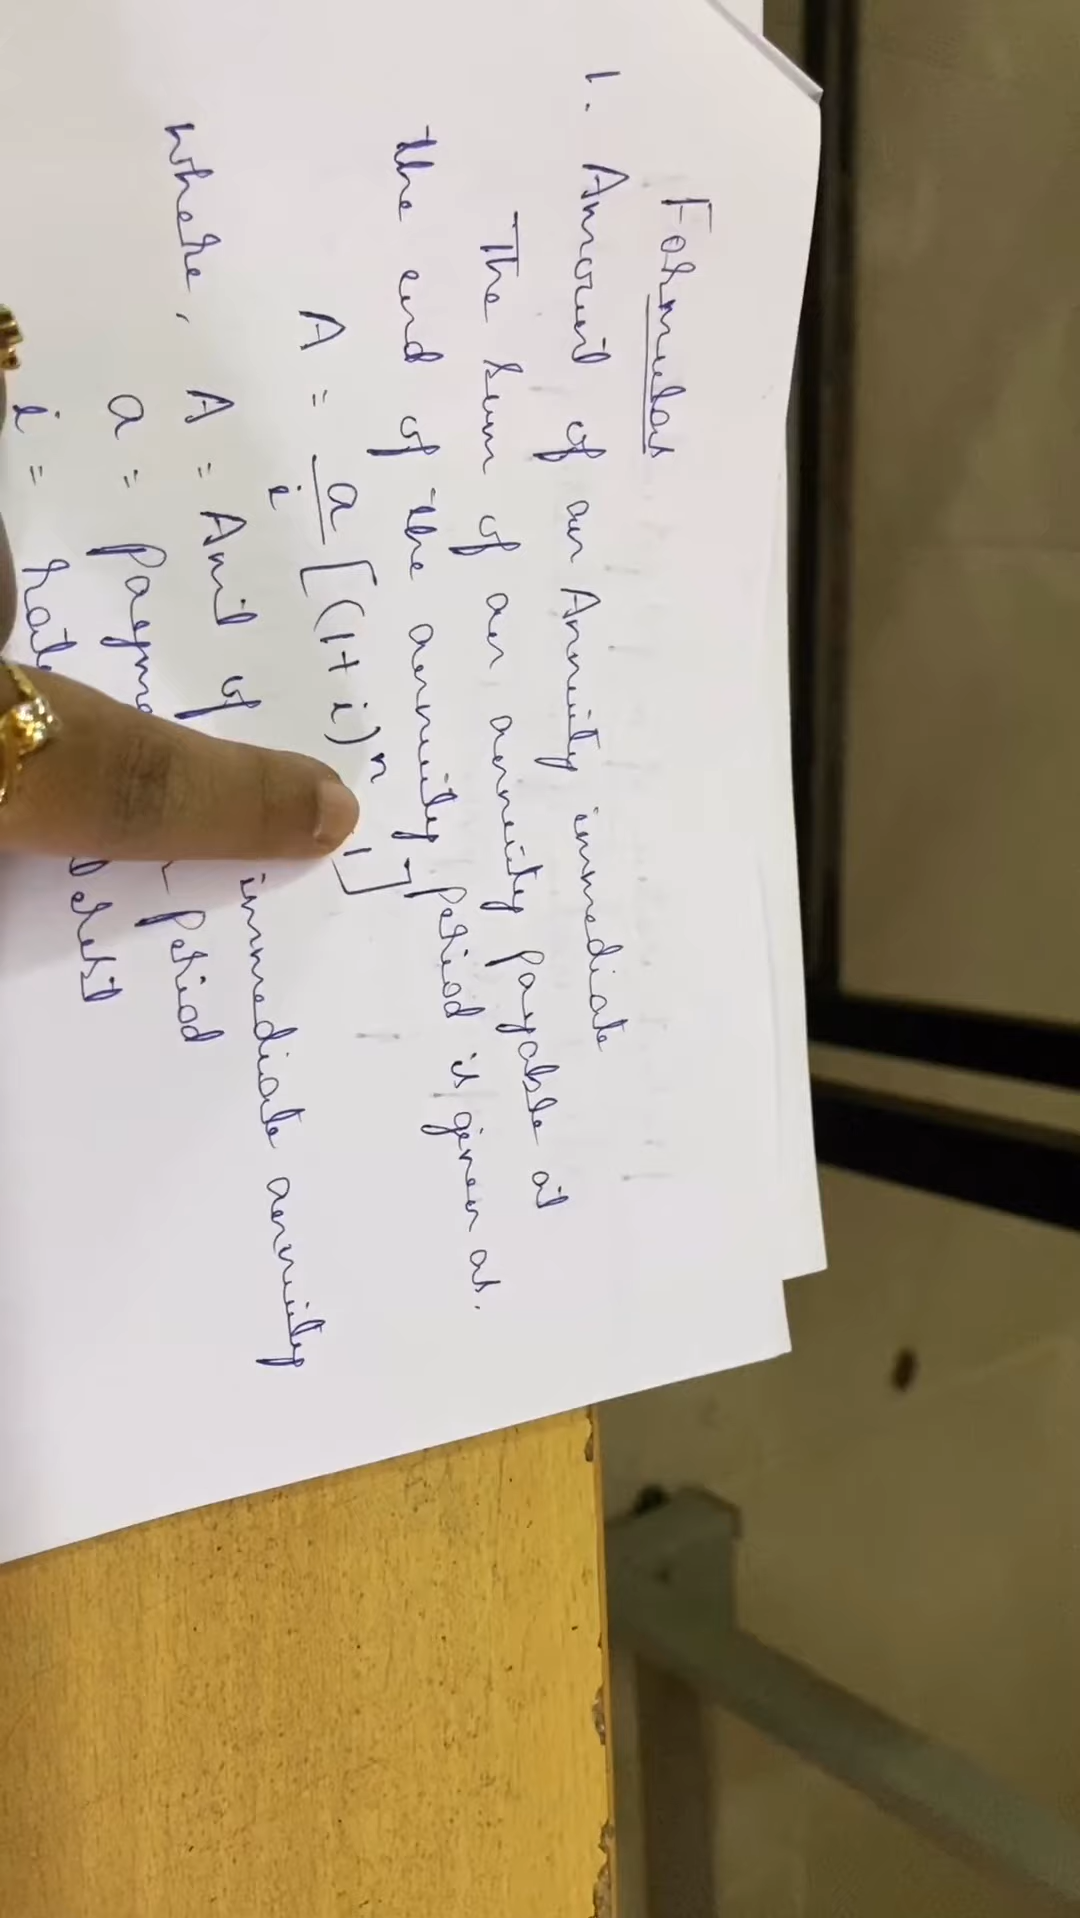 Formulas
1. Amount of an Annuity immediate
The sum of an annuity payable at
the end of the annuity period is given as.
A = a/i [(1+i)^n 1]
where, A = Amt of immediate annuity
a = Payme period
i = rate